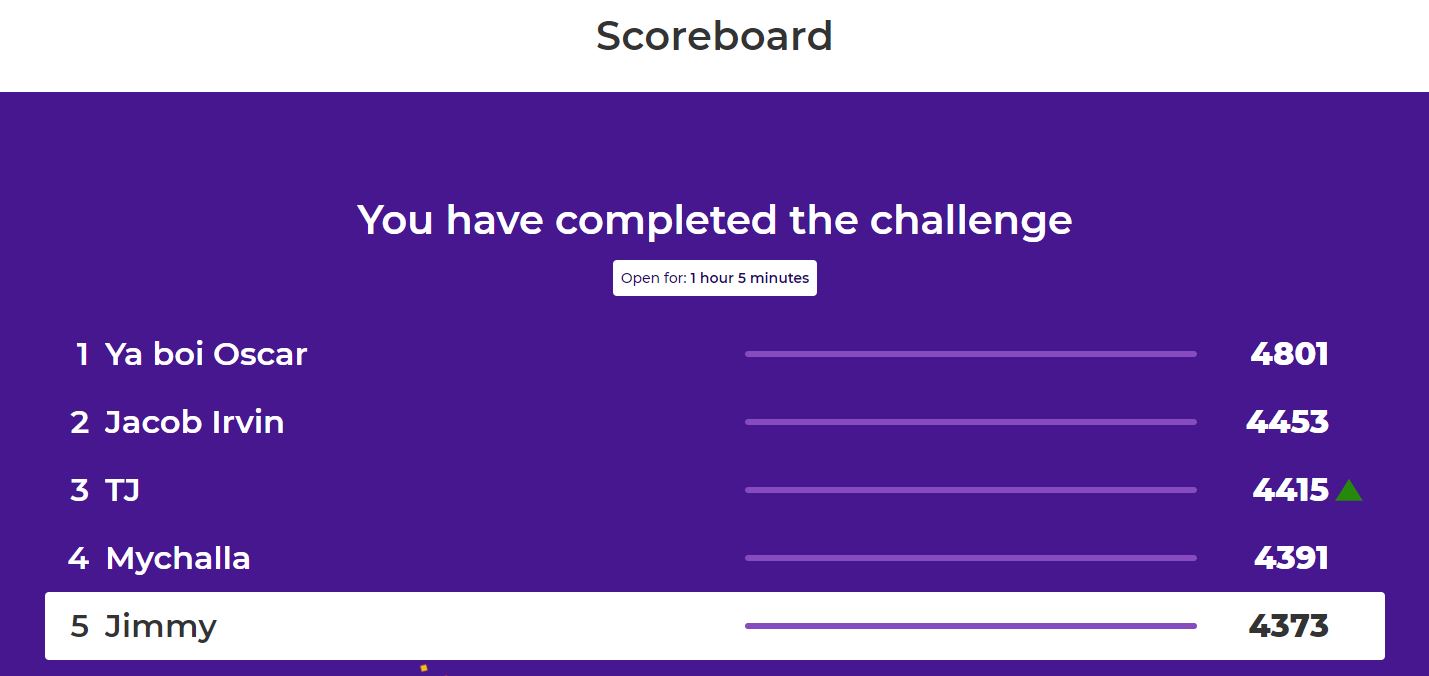 Scoreboard
You have completed the challenge
Open for: 1 hour 5 minutes
1 Ya boi Oscar 4801
2 Jacob Irvin 4453
3 TJ 4415
4 Mychalla 4391
5 Jimmy 4373